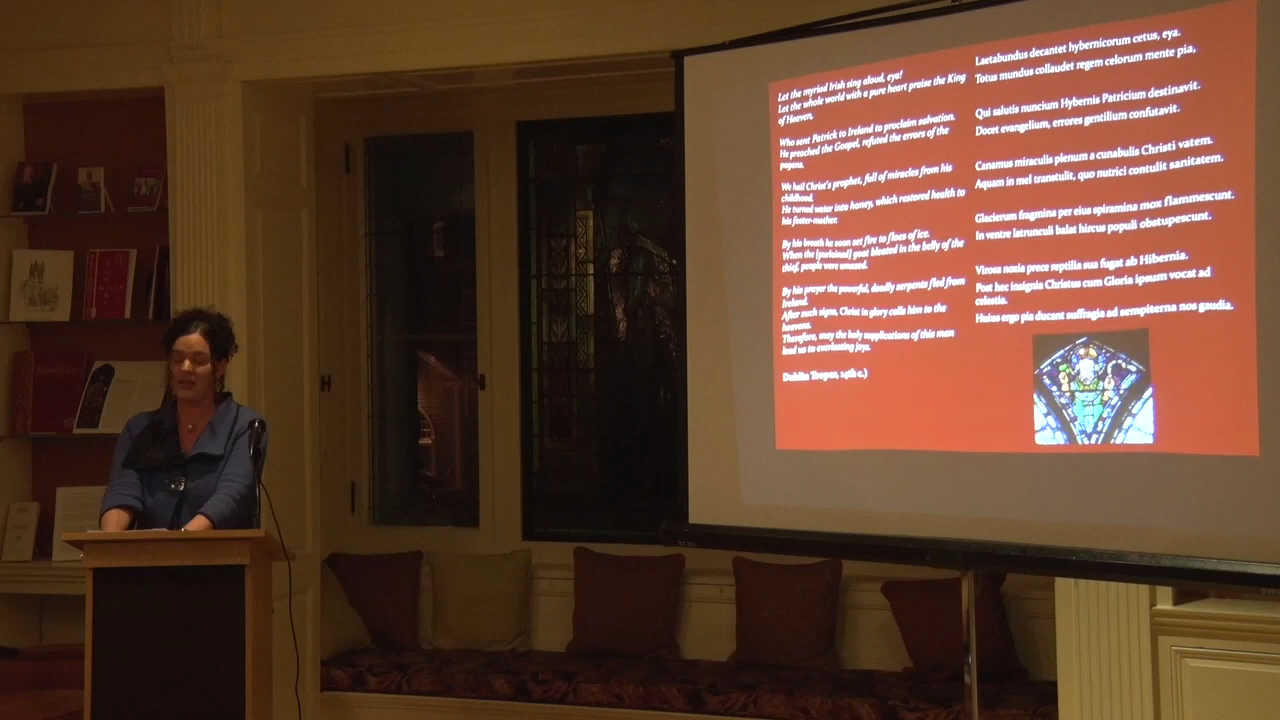 Let the myriad Irish sing aloud, eya!
Let the whole world with a pure heart praise the King
of Heaven,
Who sent Patrick to Ireland to proclaim salvation.
He preached the Gospel, refuted the errors of the
pagans.
We hail Christ's prophet, full of miracles from his
childhood.
He turned water into honey, which restored health to
his foster-mother.
By his breath he soon set fire to floes of ice.
When the [purloined] goat bleated in the belly of the
thief, people were amazed.
By his prayer the powerful, deadly serpents fled from
Ireland.
After such signs, Christ in glory calls him to the
heavens.
Therefore, may the holy supplications of this man
lead us to everlasting joys.
Dublin Troper, 14th c.)
Laetabundus decantet hybernicorum cetus, eya.
Totus mundus collaudet regem celorum mente pia,
Qui salutis nuncium Hybernis Patricium destinavit.
Docet evangelium, errores gentilium confutavit.
Canamus miraculis plenum a cunabulis Christi vatem.
Aquam in mel transtulit, quo nutrici contulit sanitatem.
Glacierum fragmina per eius spiramina mox flammescunt.
In ventre latrunculi balat hircus populi obstupescunt.
Virosa noxia prece reptilia sua fugat ab Hibernia.
Post hec insignia Christus cum Gloria ipsum vocat ad
celestia.
Huius ergo pia ducant suffragia ad sempiterna nos gaudia.